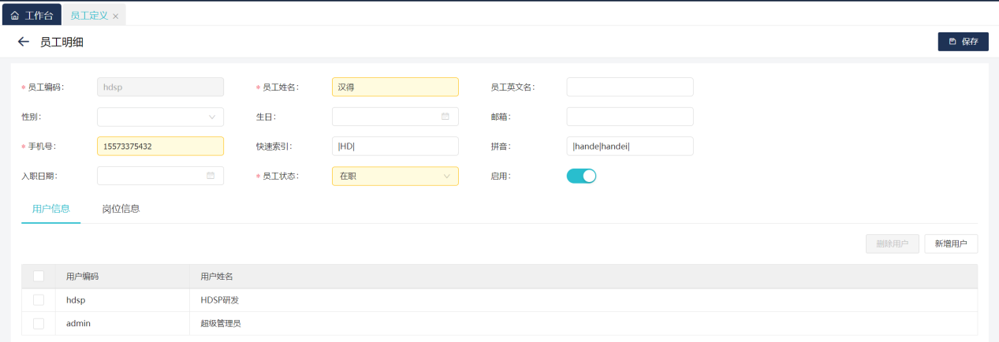 工作台 员工定义 ×
员工明细 保存
* 员工编码: hdsp * 员工姓名: 汉得 员工英文名:
性别: 生日: 邮箱:
* 手机号: 15573375432 快速索引: |HD| 拼音: |hande|handei|
入职日期: * 员工状态: 在职 启用:
用户信息 岗位信息
删除用户 新增用户
用户编码 用户姓名
hdsp HDSP研发
admin 超级管理员